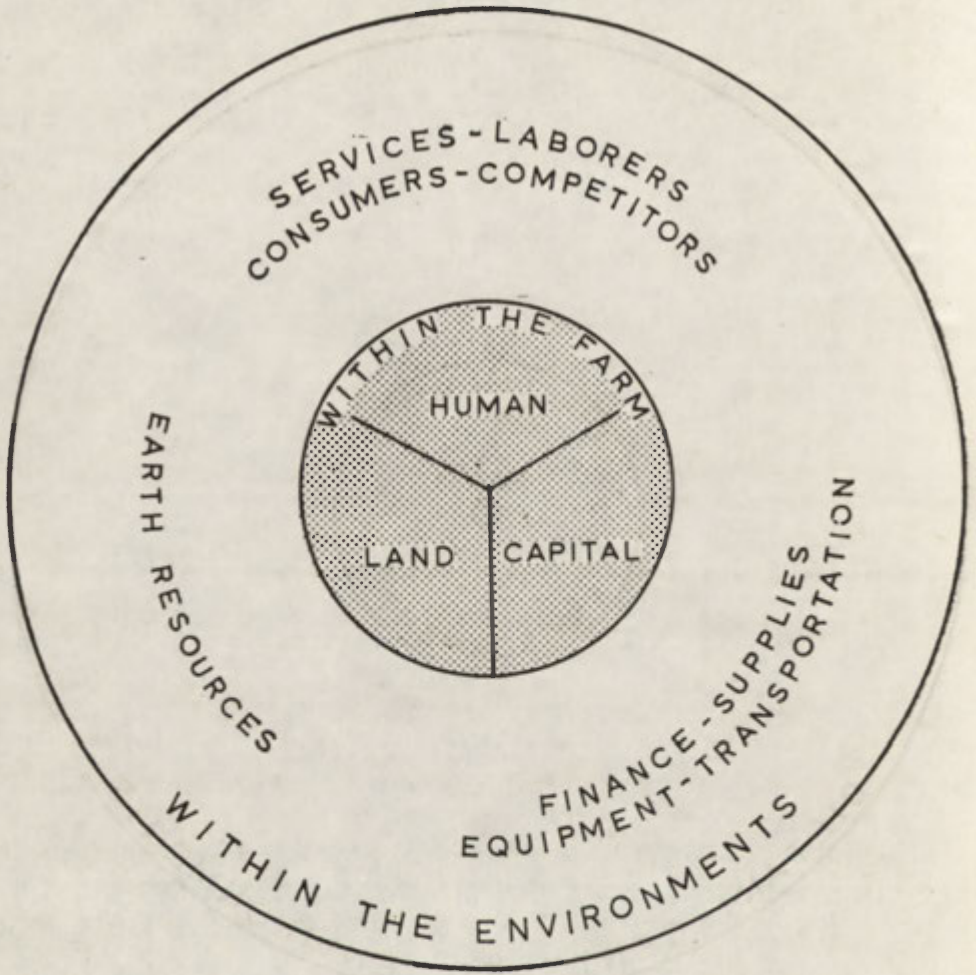 SERVICES-LABORERS
CONSUMERS-COMPETITORS
WITHIN THE FARM
HUMAN
LAND
CAPITAL
EARTH RESOURCES
FINANCE-SUPPLIES
EQUIPMENT-TRANSPORTATION
WITHIN THE ENVIRONMENTS